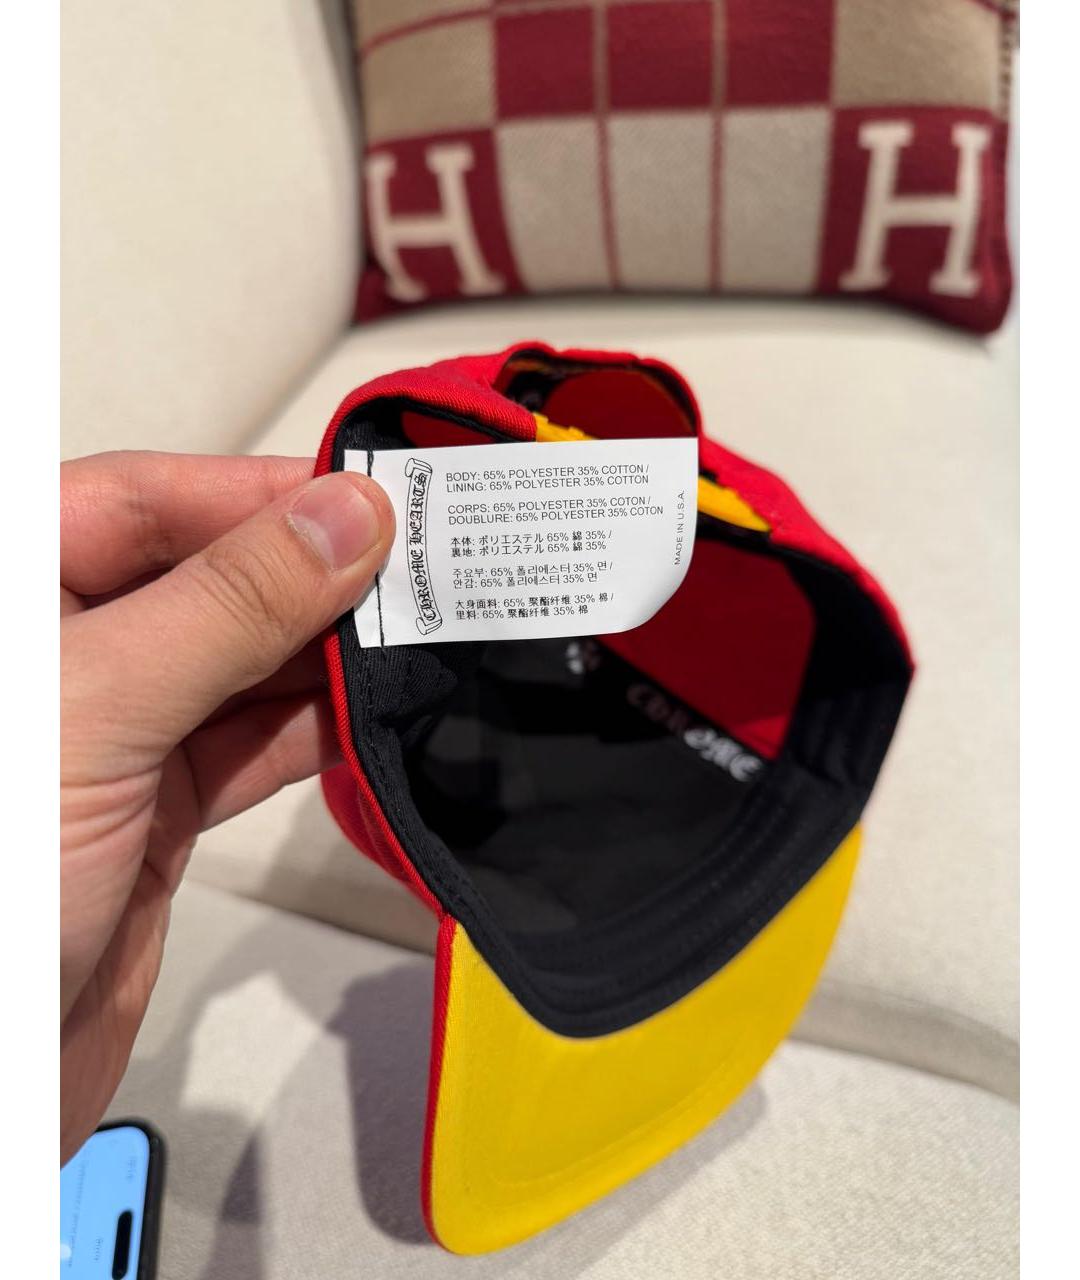 H H
CHROME HEARTS
BODY: 65% POLYESTER 35% COTTON /
LINING: 65% POLYESTER 35% COTTON
CORPS: 65% POLYESTER 35% COTON /
DOUBLURE: 65% POLYESTER 35% COTON
本体: ポリエステル 65% 綿 35% /
裏地: ポリエステル 65% 綿 35%
주요부: 65% 폴리에스터 35% 면 /
안감: 65% 폴리에스터 35% 면
大身面料: 65% 聚酯纤维 35% 棉 /
里料: 65% 聚酯纤维 35% 棉
MADE IN U.S.A.
CHROME